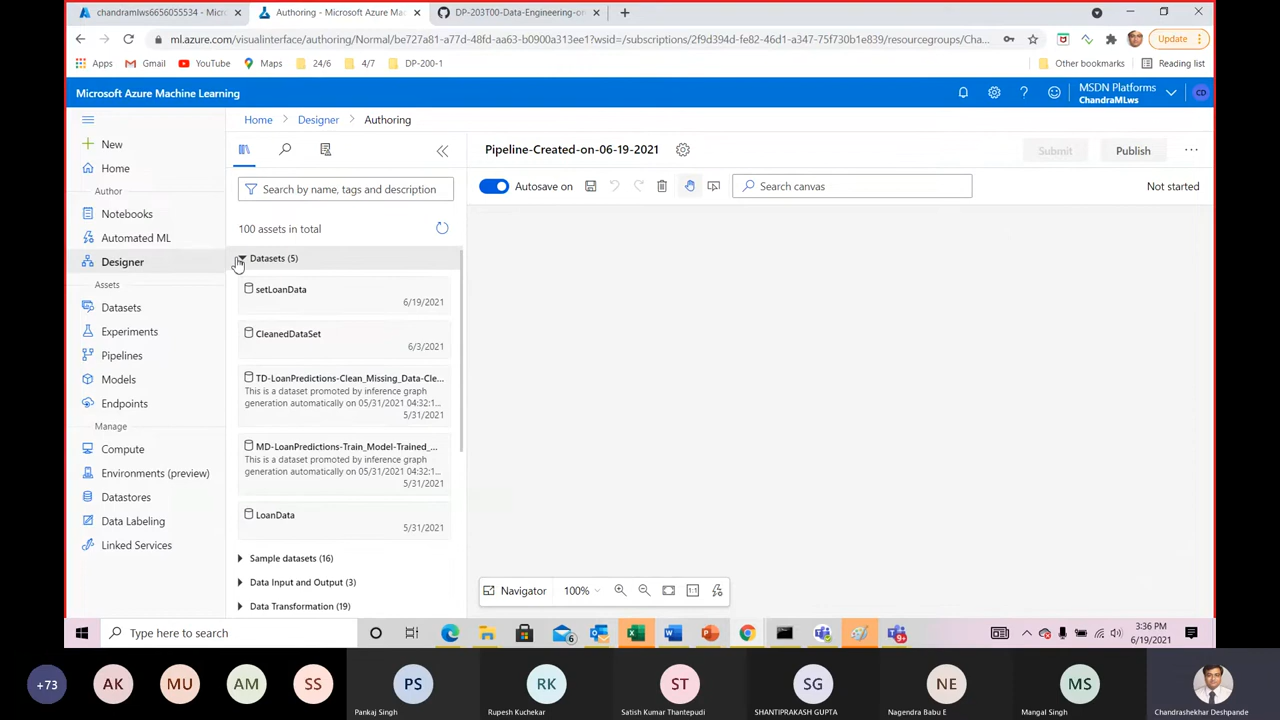 chandramlws6656055534 - Micr
Authoring - Microsoft Azure Mach
DP-203T00-Data-Engineering-on
ml.azure.com/visualinterface/authoring/Normal/be727a81-a77d-48fd-aa63-b0900a313ee1?wsid=/subscriptions/2f9d394d-fe82-46d1-a347-75f730b1e839/resourcegroups/Cha...
Update
Apps
Gmail
YouTube
Maps
24/6
4/7
DP-200-1
Other bookmarks
Reading list
Microsoft Azure Machine Learning
MSDN Platforms
ChandraMLws
CD
Home
Designer
Authoring
New
Home
Author
Notebooks
Automated ML
Designer
Assets
Datasets
Experiments
Pipelines
Models
Endpoints
Manage
Compute
Environments (preview)
Datastores
Data Labeling
Linked Services
Search by name, tags and description
100 assets in total
Datasets (5)
setLoanData
6/19/2021
CleanedDataSet
6/3/2021
TD-LoanPredictions-Clean_Missing_Data-Cle...
This is a dataset promoted by inference graph
generation automatically on 05/31/2021 04:32:1...
5/31/2021
MD-LoanPredictions-Train_Model-Trained_...
This is a dataset promoted by inference graph
generation automatically on 05/31/2021 04:32:1...
5/31/2021
LoanData
5/31/2021
Sample datasets (16)
Data Input and Output (3)
Data Transformation (19)
Pipeline-Created-on-06-19-2021
Submit
Publish
Autosave on
Search canvas
Not started
Navigator
100%
1:1
Type here to search
6
9+
3:36 PM
6/19/2021
+73
AK
MU
AM
SS
PS
Pankaj Singh
RK
Rupesh Kuchekar
ST
Satish Kumar Thantepudi
SG
SHANTIPRAKASH GUPTA
NE
Nagendra Babu E
MS
Mangal Singh
Chandrashekhar Deshpande